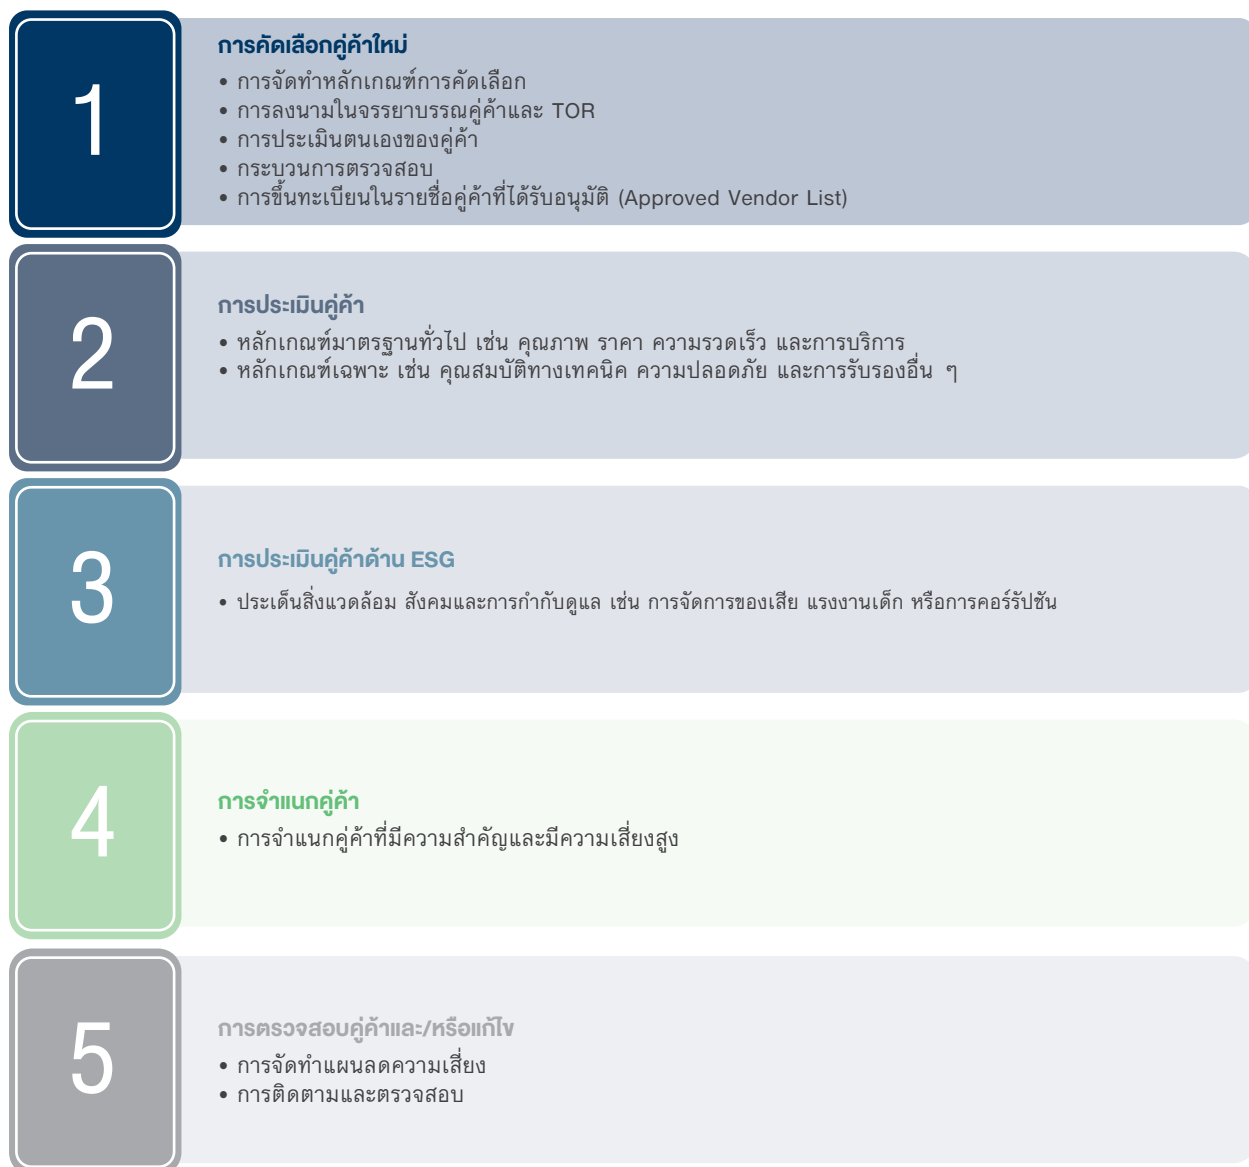 1
การคัดเลือกคู่ค้าใหม่
• การจัดทำหลักเกณฑ์การคัดเลือก
• การลงนามในจรรยาบรรณคู่ค้าและ TOR
• การประเมินตนเองของคู่ค้า
• กระบวนการตรวจสอบ
• การขึ้นทะเบียนในรายชื่อคู่ค้าที่ได้รับอนุมัติ (Approved Vendor List)
2
การประเมินคู่ค้า
• หลักเกณฑ์มาตรฐานทั่วไป เช่น คุณภาพ ราคา ความรวดเร็ว และการบริการ
• หลักเกณฑ์เฉพาะ เช่น คุณสมบัติทางเทคนิค ความปลอดภัย และการรับรองอื่น ๆ
3
การประเมินคู่ค้าด้าน ESG
• ประเด็นสิ่งแวดล้อม สังคมและการกำกับดูแล เช่น การจัดการของเสีย แรงงานเด็ก หรือการคอร์รัปชัน
4
การจำแนกคู่ค้า
• การจำแนกคู่ค้าที่มีความสำคัญและมีความเสี่ยงสูง
5
การตรวจสอบคู่ค้าและ/หรือแก้ไข
• การจัดทำแผนลดความเสี่ยง
• การติดตามและตรวจสอบ